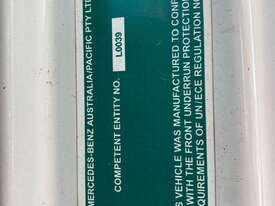 MERCEDES-BENZ AUSTRALIA/PACIFIC PTY LT
COMPETENT ENTITY NO. L0039
S VEHICLE WAS MANUFACTURED TO CONF
WITH THE FRONT UNDERRUN PROTECTIO
QUIREMENTS OF UN/ECE REGULATION NO